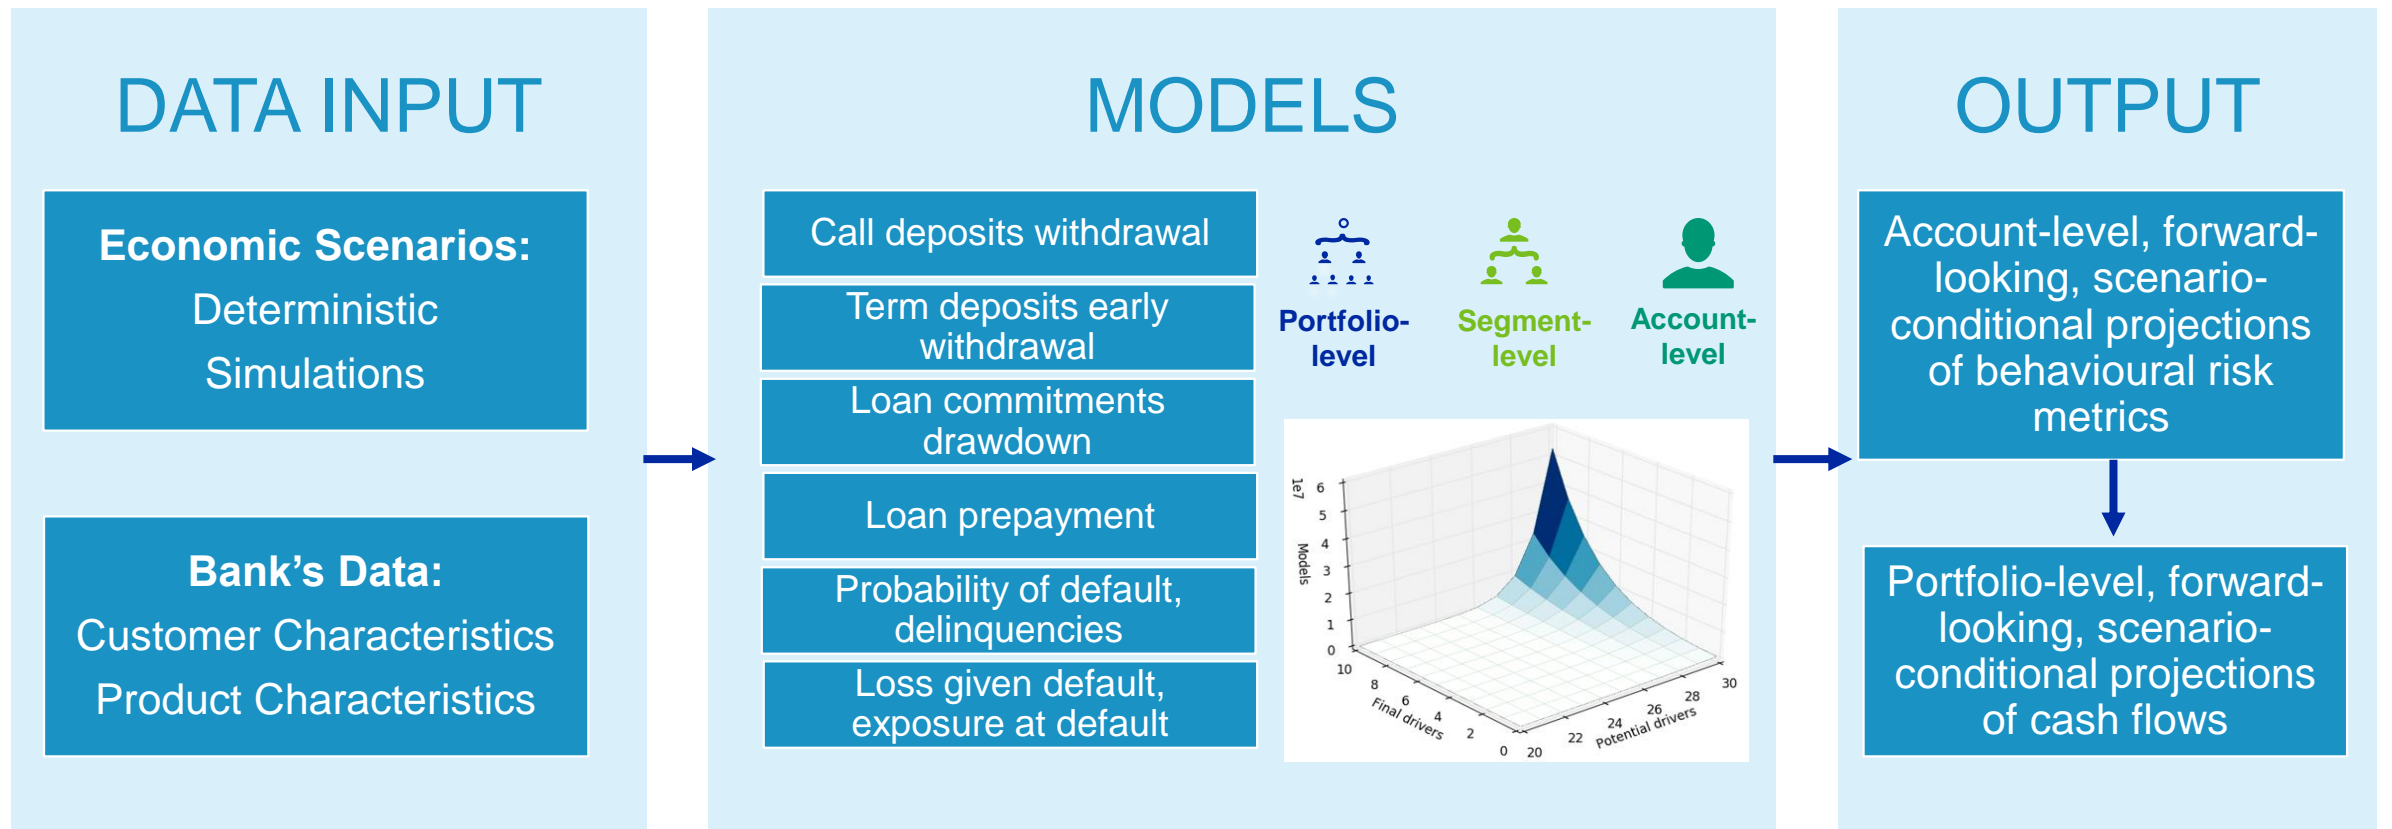 DATA INPUT
Economic Scenarios:
Deterministic
Simulations
Bank’s Data:
Customer Characteristics
Product Characteristics
MODELS
Call deposits withdrawal
Term deposits early
withdrawal
Loan commitments
drawdown
Loan prepayment
Probability of default,
delinquencies
Loss given default,
exposure at default
Portfolio-
level
Segment-
level
Account-
level
1e7
6
5
4
3
2
1
0
Models
10
8
6
4
2
0
Final drivers
20
22
24
26
28
30
Potential drivers
OUTPUT
Account-level, forward-
looking, scenario-
conditional projections
of behavioural risk
metrics
Portfolio-level, forward-
looking, scenario-
conditional projections
of cash flows